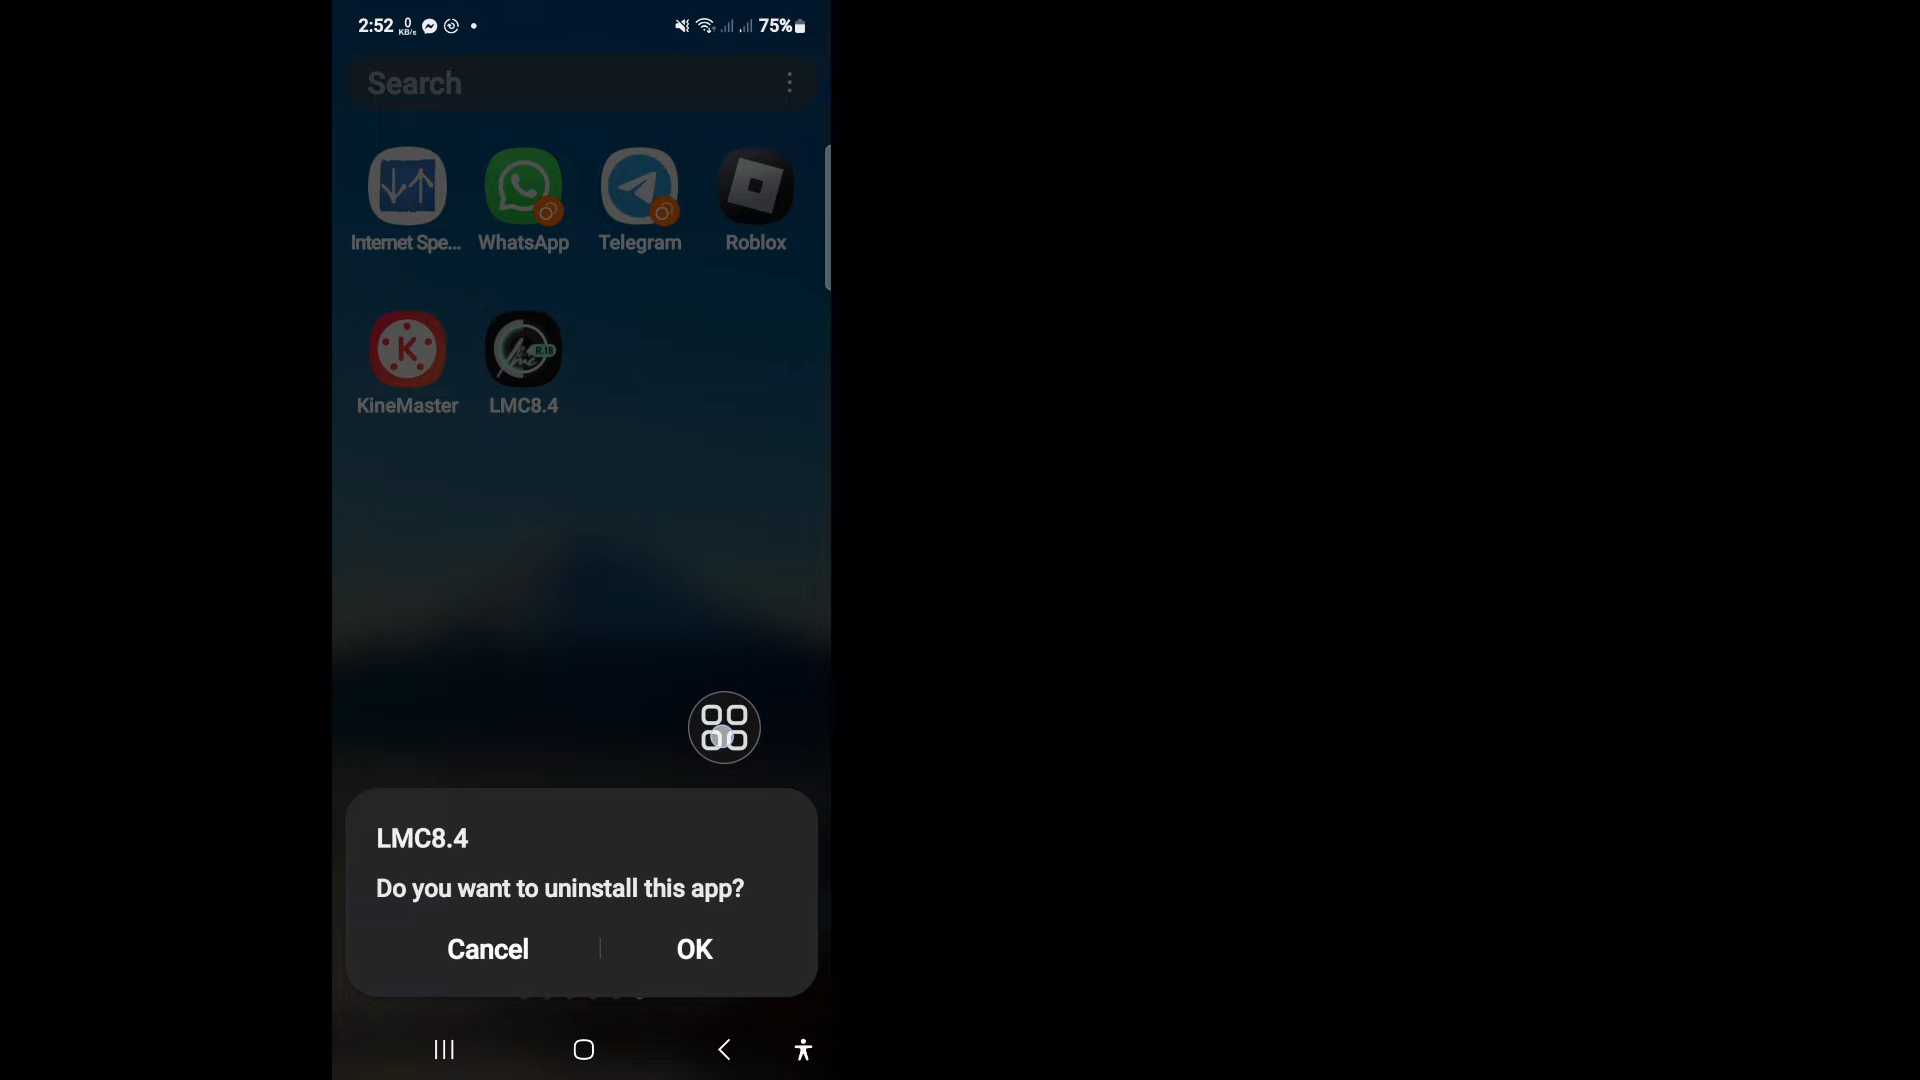 2:52 0 KB/s 75%
Search
Internet Spe... WhatsApp Telegram Roblox
K R.18
KineMaster LMC8.4
LMC8.4
Do you want to uninstall this app?
Cancel OK